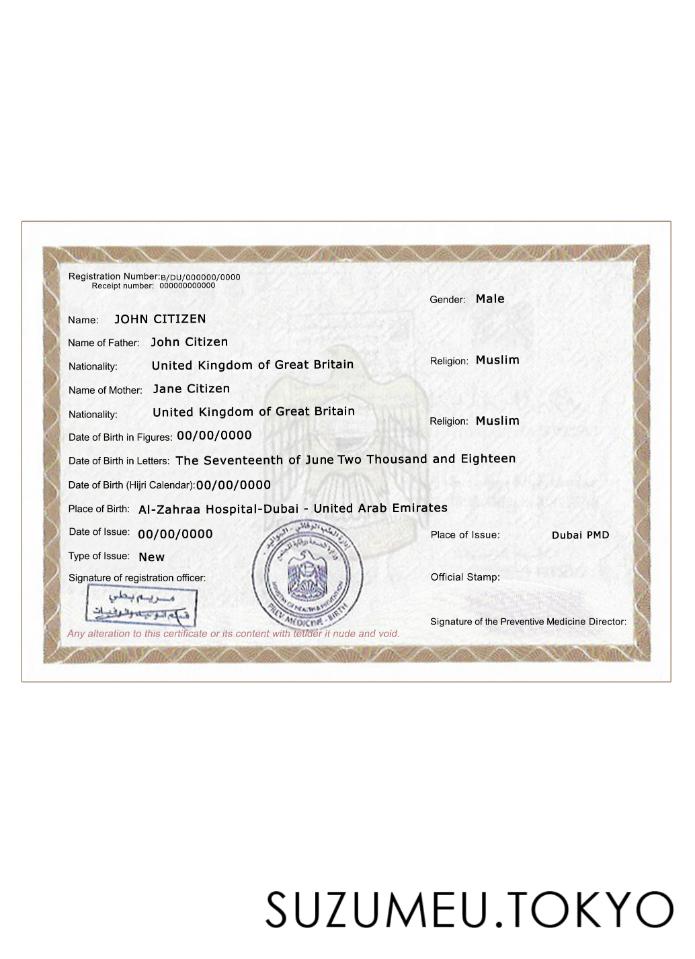 Registration Number:B/DU/000000/0000
Receipt number: 000000000000
Gender: Male
Name: JOHN CITIZEN
Name of Father: John Citizen
Nationality: United Kingdom of Great Britain
Religion: Muslim
Name of Mother: Jane Citizen
Nationality: United Kingdom of Great Britain
Religion: Muslim
Date of Birth in Figures: 00/00/0000
Date of Birth in Letters: The Seventeenth of June Two Thousand and Eighteen
Date of Birth (Hijri Calendar):00/00/0000
Place of Birth: Al-Zahraa Hospital-Dubai - United Arab Emirates
Date of Issue: 00/00/0000
Place of Issue: Dubai PMD
Type of Issue: New
Signature of registration officer:
Official Stamp:
مريم بطي
MINISTRY OF HEALTH & PREVENTION
PREV. MEDICINE - BIRTH
Signature of the Preventive Medicine Director:
Any alteration to this certificate or its content with tetider it nude and void.
SUZUMEU.TOKYO